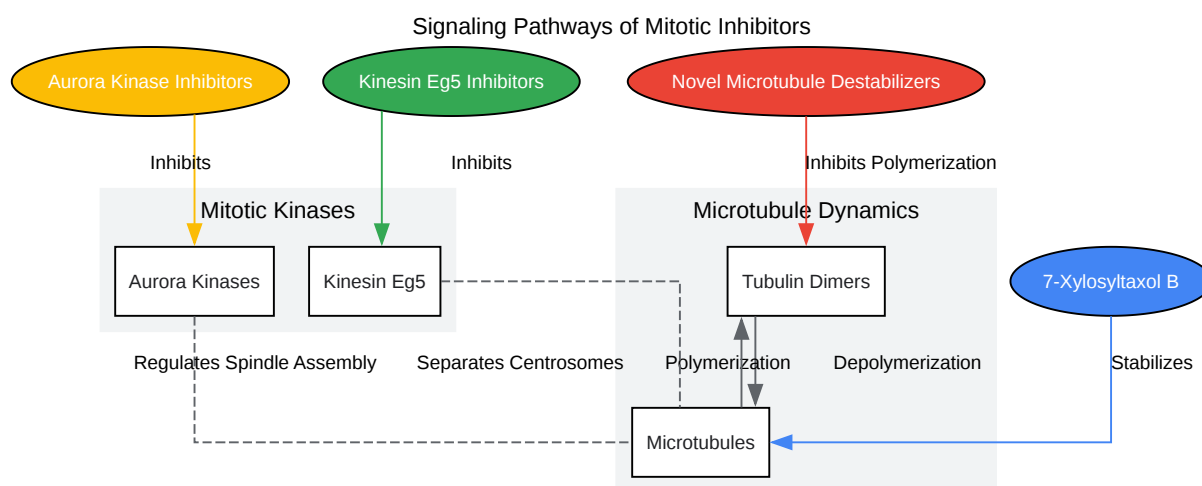 Signaling Pathways of Mitotic Inhibitors
Aurora Kinase Inhibitors
Kinesin Eg5 Inhibitors
Novel Microtubule Destabilizers
Inhibits
Inhibits
Inhibits Polymerization
Mitotic Kinases
Microtubule Dynamics
Aurora Kinases
Kinesin Eg5
Tubulin Dimers
7-Xylosyltaxol B
Regulates Spindle Assembly
Separates Centrosomes
Polymerization
Depolymerization
Stabilizes
Microtubules